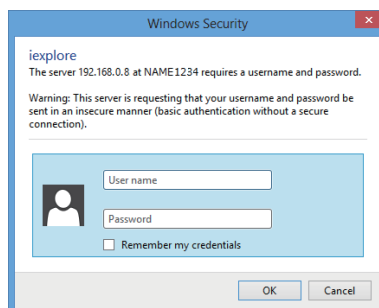 Windows Security
iexplore
The server 192.168.0.8 at NAME1234 requires a username and password.
Warning: This server is requesting that your username and password be
sent in an insecure manner (basic authentication without a secure
connection).
User name
Password
Remember my credentials
OK Cancel